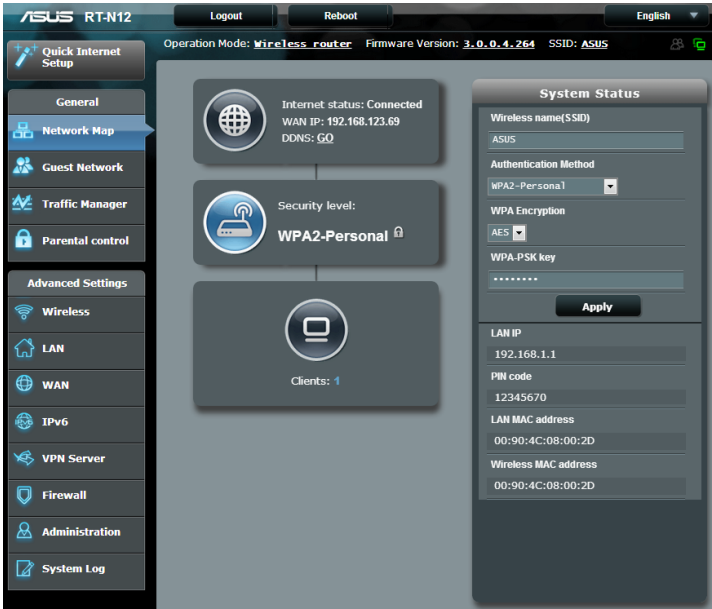 ASUS RT-N12
Logout
Reboot
English
Quick Internet
Setup
Operation Mode: Wireless router Firmware Version: 3.0.0.4.264 SSID: ASUS
General
Network Map
Guest Network
Traffic Manager
Parental control
Advanced Settings
Wireless
LAN
WAN
IPv6
VPN Server
Firewall
Administration
System Log
Internet status: Connected
WAN IP: 192.168.123.69
DDNS: GO
Security level:
WPA2-Personal
Clients: 1
System Status
Wireless name(SSID)
ASUS
Authentication Method
WPA2-Personal
WPA Encryption
AES
WPA-PSK key
········
Apply
LAN IP
192.168.1.1
PIN code
12345670
LAN MAC address
00:90:4C:08:00:2D
Wireless MAC address
00:90:4C:08:00:2D